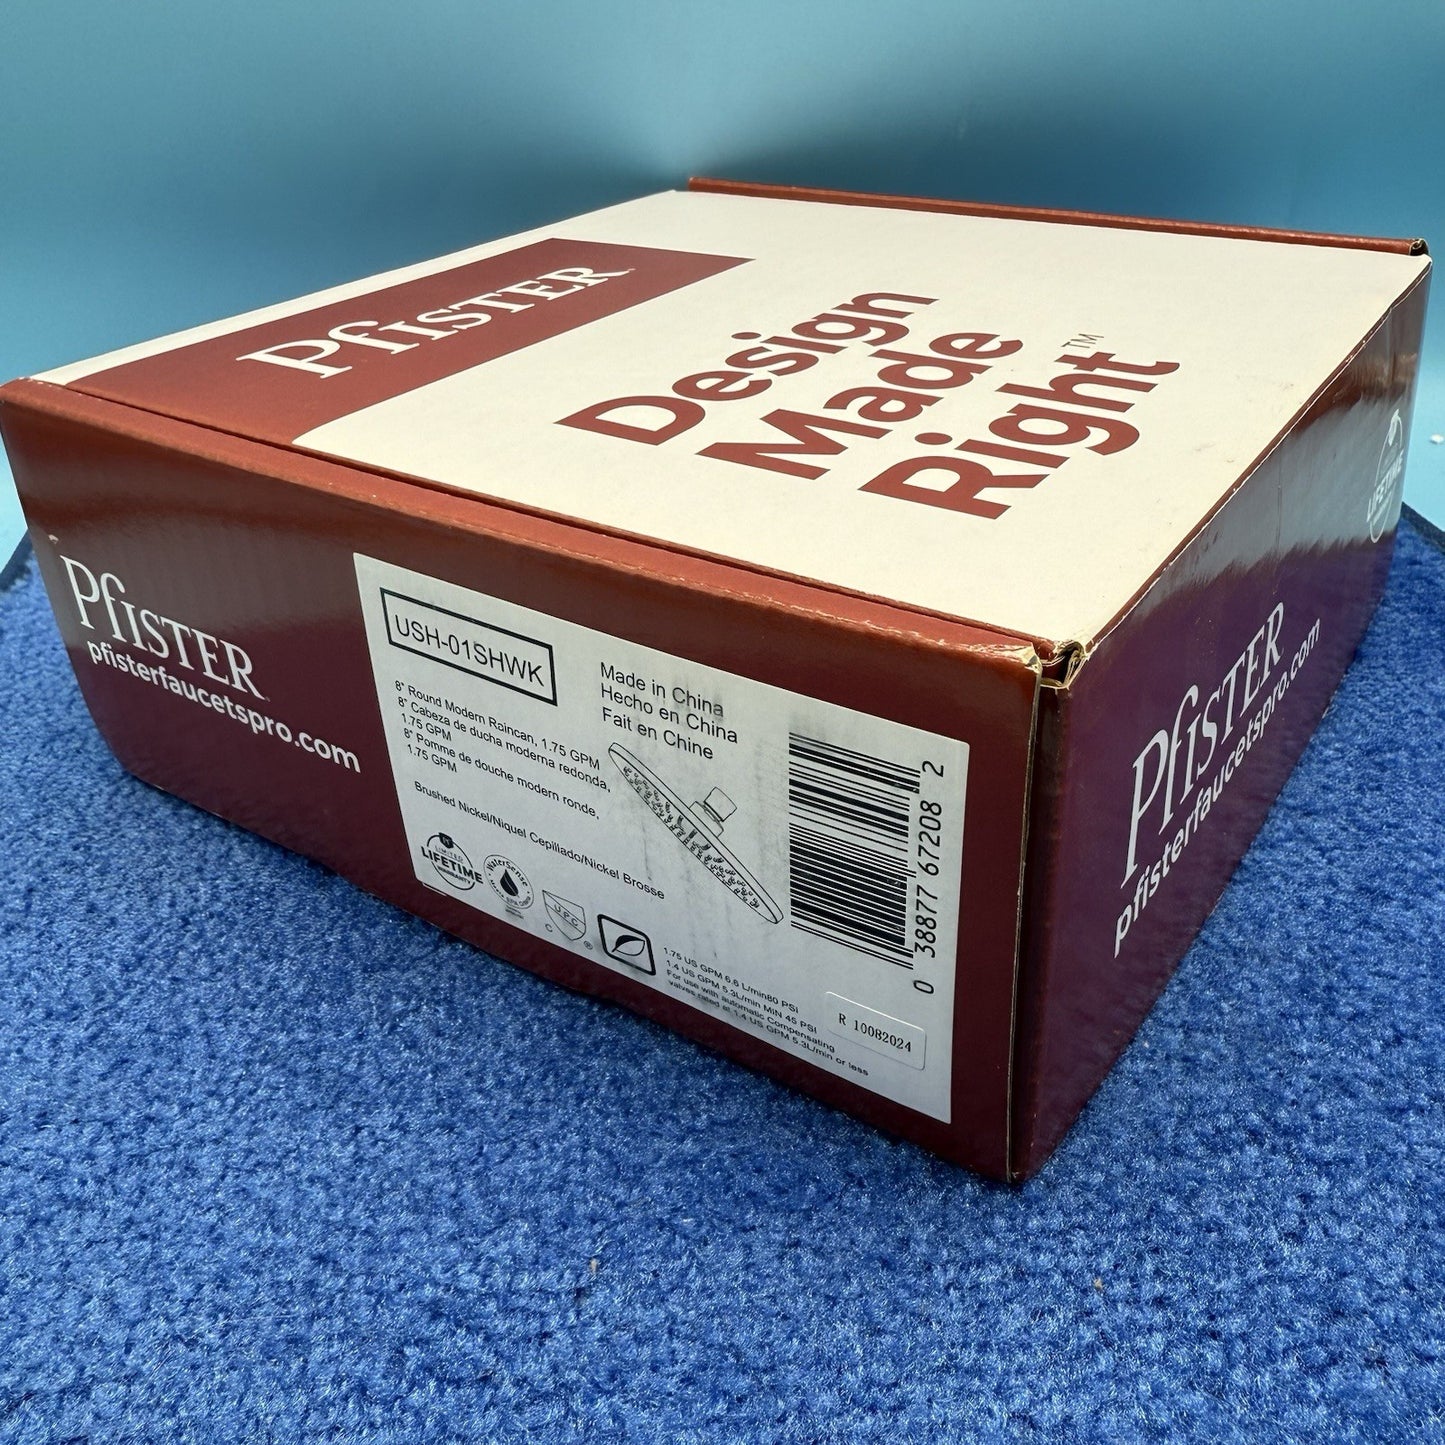 Pfister
Design
Made
Right™
Pfister
pfisterfaucetspro.com
USH-01SHWK
8" Round Modern Raincan, 1.75 GPM
8" Cabeza de ducha moderna redonda,
1.75 GPM
8" Pomme de douche modern ronde,
1.75 GPM
Brushed Nickel/Niquel Cepillado/Nickel Brosse
Made in China
Hecho en China
Fait en Chine
0 38877 67208 2
LIMITED
LIFETIME
WARRANTY
WaterSense
U.P.C.
C ®
1.75 US GPM 6.6 L/min80 PSI
1.4 US GPM 5.3L/min MIN 45 PSI
For use with automatic Compensating
valves rated at 1.4 US GPM 5.3L/min or less
R 10082024
Pfister
pfisterfaucetspro.com
LIFETIME